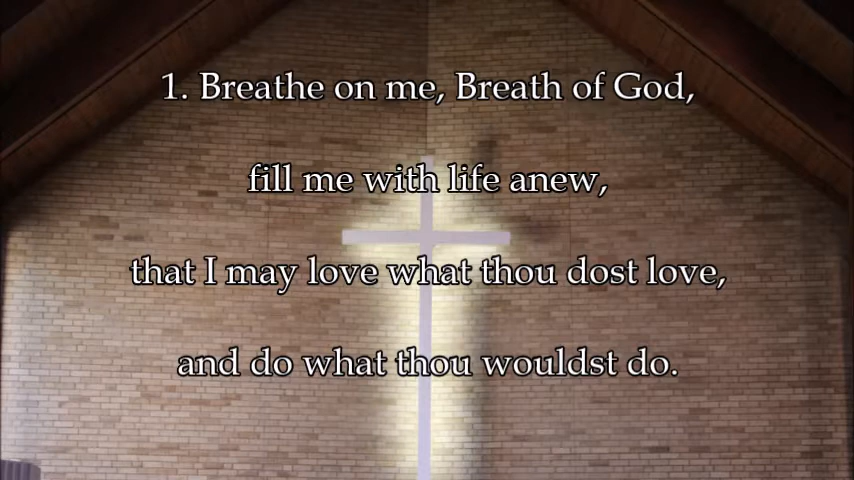 1. Breathe on me, Breath of God,
fill me with life anew,
that I may love what thou dost love,
and do what thou wouldst do.